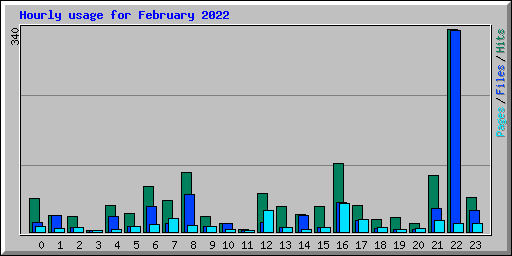 Hourly usage for February 2022
340
Pages / Files / Hits
0 1 2 3 4 5 6 7 8 9 10 11 12 13 14 15 16 17 18 19 20 21 22 23